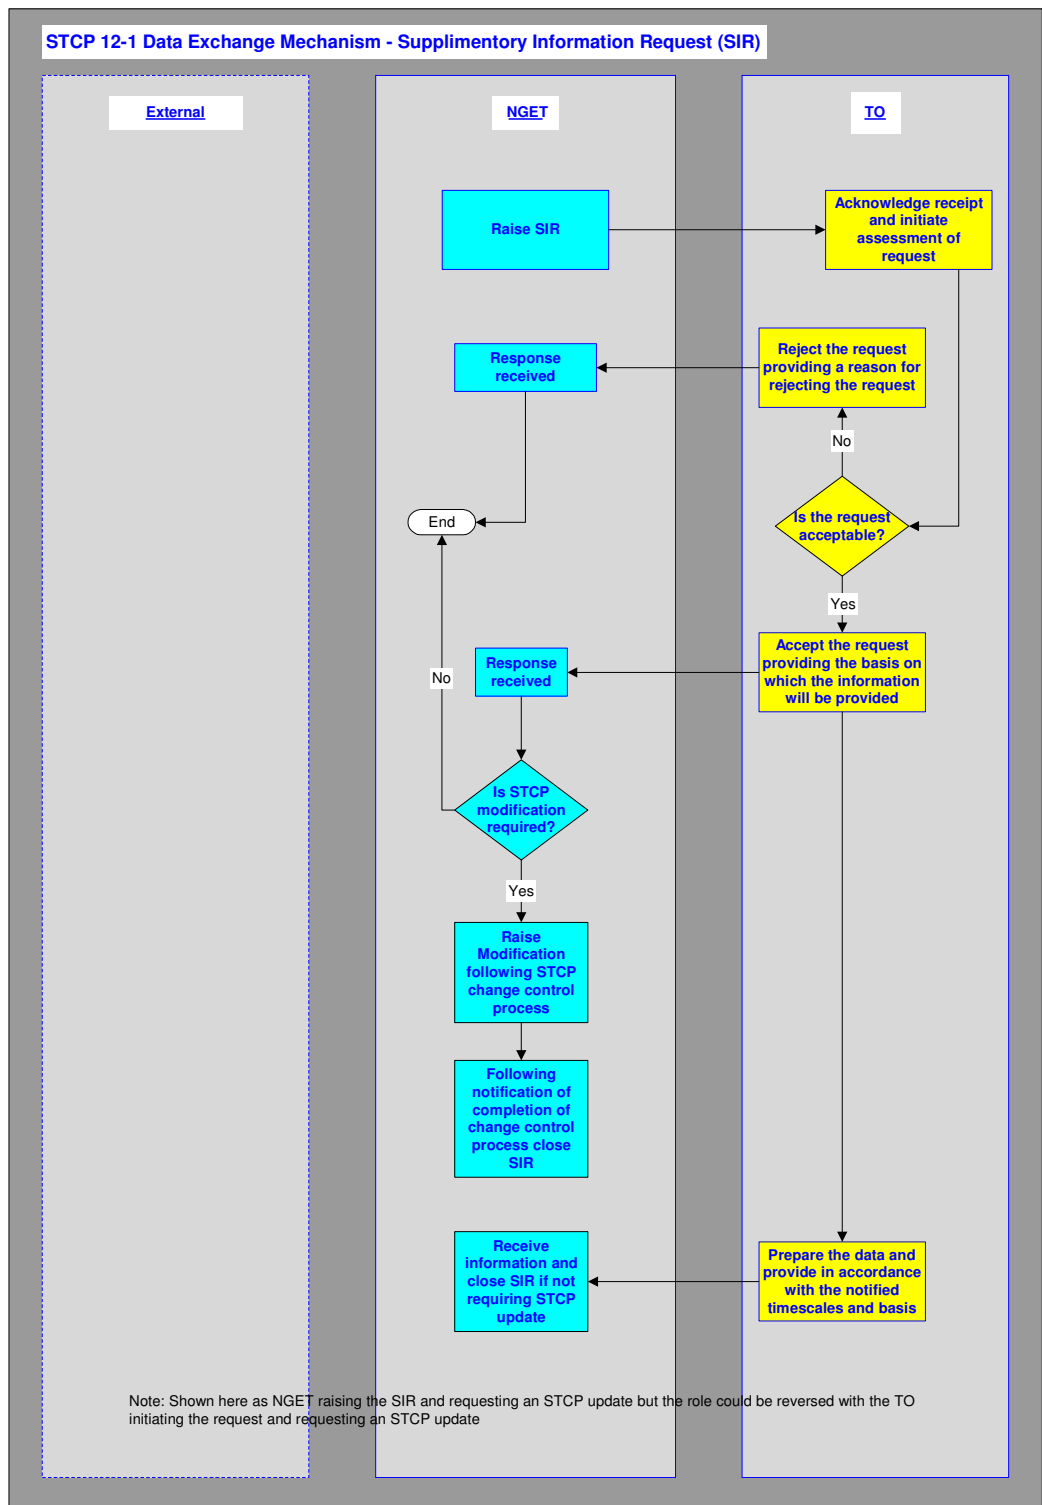 STCP 12-1 Data Exchange Mechanism - Supplimentory Information Request (SIR)
External
NGET
TO
Raise SIR
Acknowledge receipt
and initiate
assessment of
request
Response
received
Reject the request
providing a reason for
rejecting the request
No
End
Is the request
acceptable?
Yes
Response
received
Accept the request
providing the basis on
which the information
will be provided
No
Is STCP
modification
required?
Yes
Raise
Modification
following STCP
change control
process
Following
notification of
completion of
change control
process close
SIR
Receive
information and
close SIR if not
requiring STCP
update
Prepare the data and
provide in accordance
with the notified
timescales and basis
Note: Shown here as NGET raising the SIR and requesting an STCP update but the role could be reversed with the TO
initiating the request and requesting an STCP update